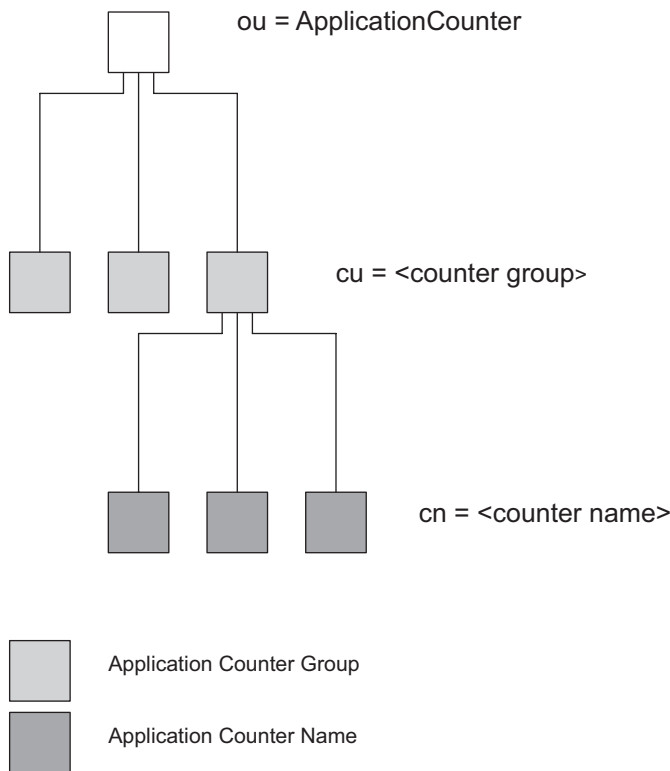 ou = ApplicationCounter
cu = <counter group>
cn = <counter name>
Application Counter Group
Application Counter Name